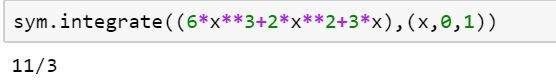 sym.integrate((6*x**3+2*x**2+3*x),(x,0,1))
11/3